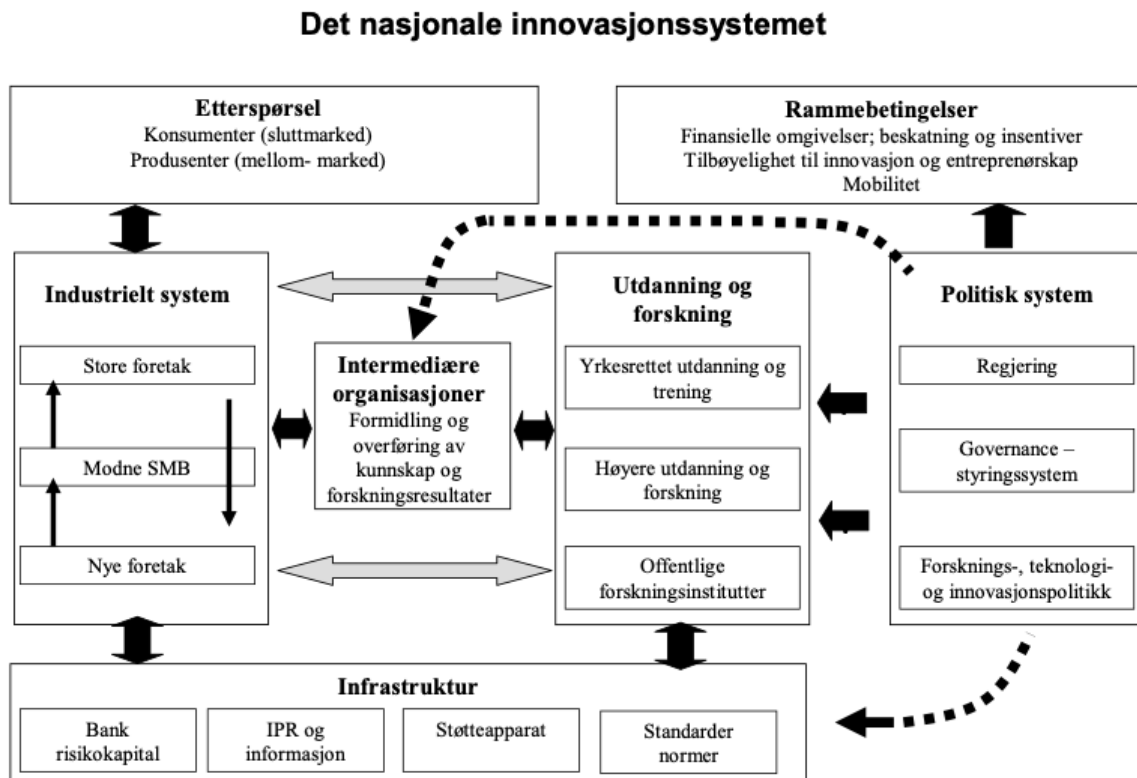 Det nasjonale innovasjonssystemet
Etterspørsel
Konsumenter (sluttmarked)
Produsenter (mellom- marked)
Rammebetingelser
Finansielle omgivelser; beskatning og insentiver
Tilbøyelighet til innovasjon og entreprenørskap
Mobilitet
Industrielt system
Store foretak
Modne SMB
Nye foretak
Intermediære
organisasjoner
Formidling og
overføring av
kunnskap og
forskningsresultater
Utdanning og
forskning
Yrkesrettet utdanning og
trening
Høyere utdanning og
forskning
Offentlige
forskningsinstitutter
Politisk system
Regjering
Governance –
styringssystem
Forsknings-, teknologi-
og innovasjonspolitikk
Infrastruktur
Bank
risikokapital
IPR og
informasjon
Støtteapparat
Standarder
normer